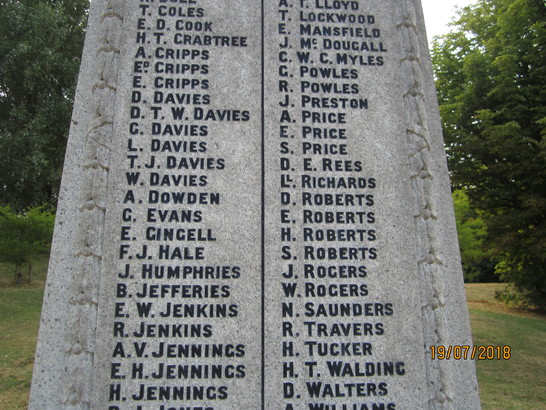 T. COLES
E. D. COOK
H. T. CRABTREE
A. CRIPPS
ED. CRIPPS
E. CRIPPS
D. DAVIES
D. T. W. DAVIES
G. DAVIES
L. DAVIES
T. J. DAVIES
W. DAVIES
A. DOWDEN
G. EVANS
E. GINGELL
F. J. HALE
J. HUMPHRIES
B. JEFFERIES
E. W. JENKINS
R. JENKINS
A. V. JENNINGS
E. H. JENNINGS
H. JENNINGS
A. T. LLOYD
T. LOCKWOOD
E. MANSFIELD
J. Mc DOUGALL
C. W. C. MYLES
G. POWLES
R. POWLES
J. PRESTON
A. PRICE
E. PRICE
S. PRICE
D. E. REES
LL. RICHARDS
D. ROBERTS
E. ROBERTS
H. ROBERTS
S. ROBERTS
J. ROGERS
W. ROGERS
N. SAUNDERS
R. TRAVERS
H. TUCKER
H. T. WALDING
D. WALTERS
A. WILLIAMS
19/07/2018